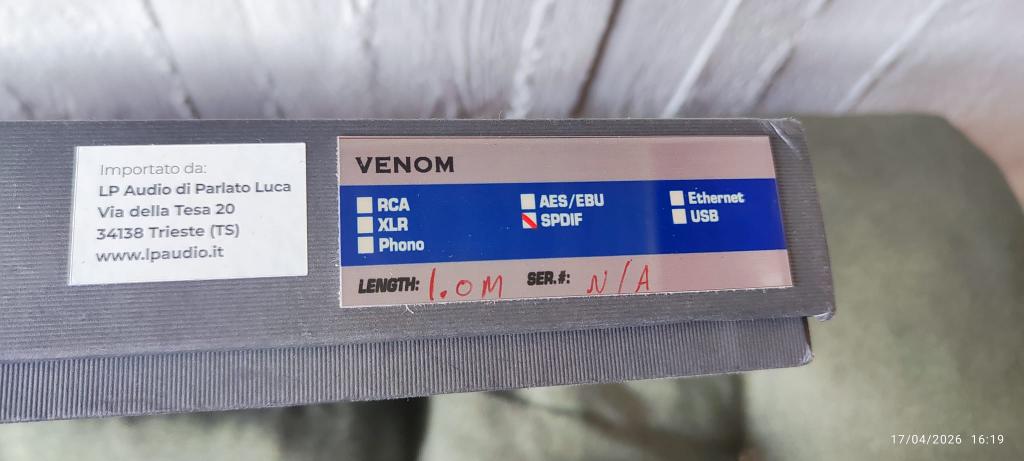 Importato da:
LP Audio di Parlato Luca
Via della Tesa 20
34138 Trieste (TS)
www.lpaudio.it
VENOM
RCA
XLR
Phono
AES/EBU
SPDIF
Ethernet
USB
LENGTH: 1.0M SER.#: N/A
17/04/2026 16:19